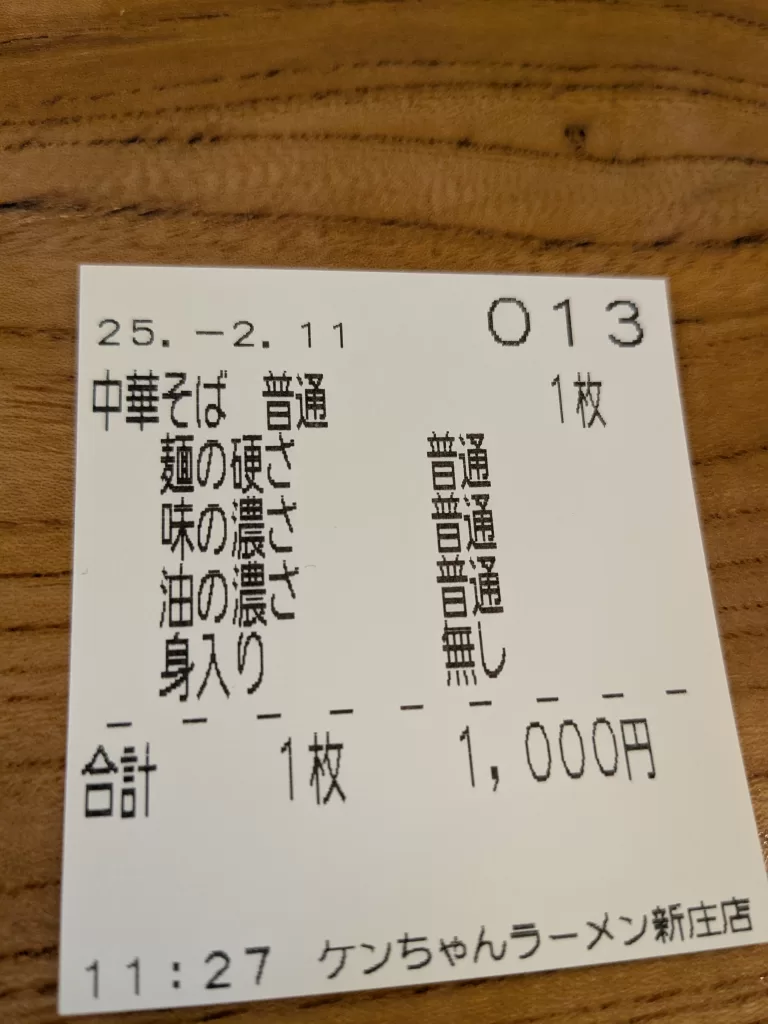 25.-2.11 013
中華そば 普通 1枚
麺の硬さ 普通
味の濃さ 普通
油の濃さ 普通
身入り 無し
合計 1枚 1,000円
11:27 ケンちゃんラーメン新庄店